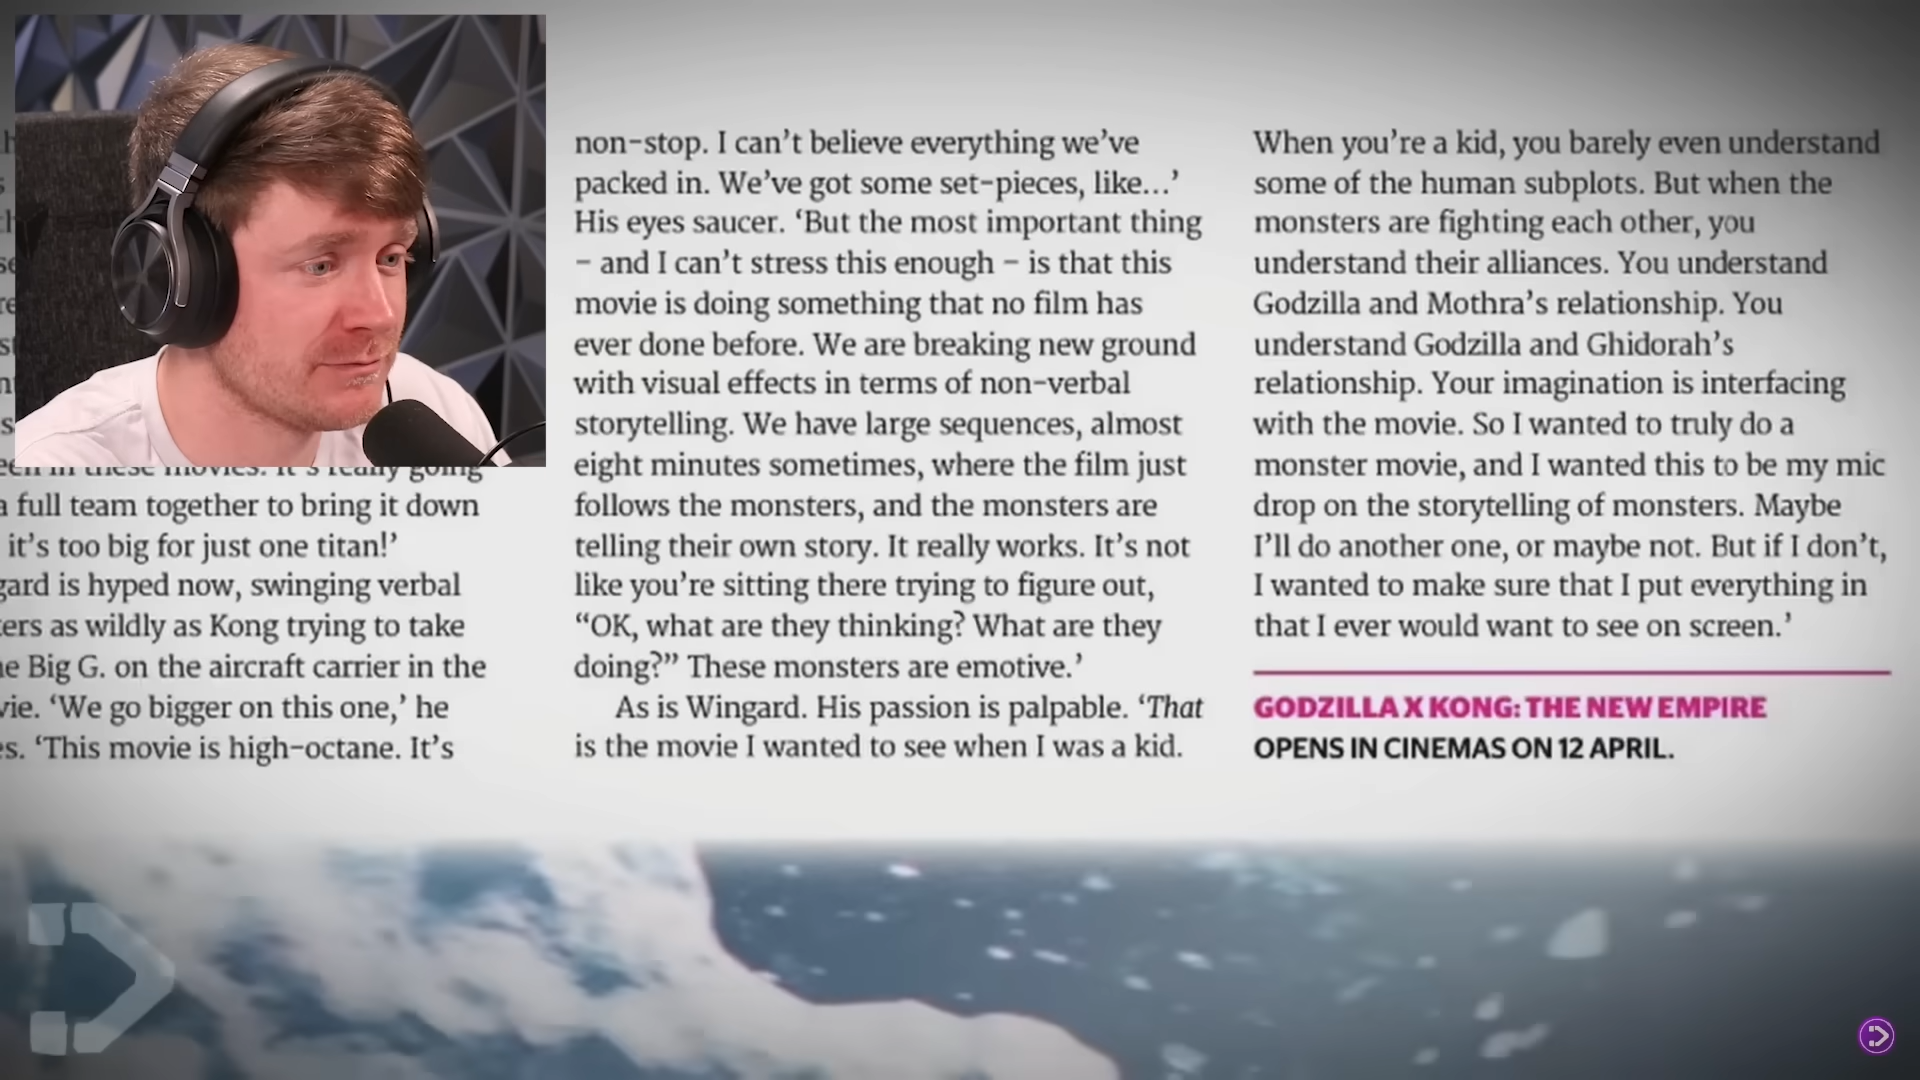 these movies. It's really going
a full team together to bring it down
it's too big for just one titan!'
is hyped now, swinging verbal
as wildly as Kong trying to take
Big G. on the aircraft carrier in the
'We go bigger on this one,' he
'This movie is high-octane. It's
non-stop. I can't believe everything we've
packed in. We've got some set-pieces, like...'
His eyes saucer. 'But the most important thing
– and I can't stress this enough – is that this
movie is doing something that no film has
ever done before. We are breaking new ground
with visual effects in terms of non-verbal
storytelling. We have large sequences, almost
eight minutes sometimes, where the film just
follows the monsters, and the monsters are
telling their own story. It really works. It's not
like you're sitting there trying to figure out,
“OK, what are they thinking? What are they
doing?” These monsters are emotive.'
As is Wingard. His passion is palpable. 'That
is the movie I wanted to see when I was a kid.
When you're a kid, you barely even understand
some of the human subplots. But when the
monsters are fighting each other, you
understand their alliances. You understand
Godzilla and Mothra's relationship. You
understand Godzilla and Ghidorah's
relationship. Your imagination is interfacing
with the movie. So I wanted to truly do a
monster movie, and I wanted this to be my mic
drop on the storytelling of monsters. Maybe
I'll do another one, or maybe not. But if I don't,
I wanted to make sure that I put everything in
that I ever would want to see on screen.'
GODZILLA X KONG: THE NEW EMPIRE
OPENS IN CINEMAS ON 12 APRIL.